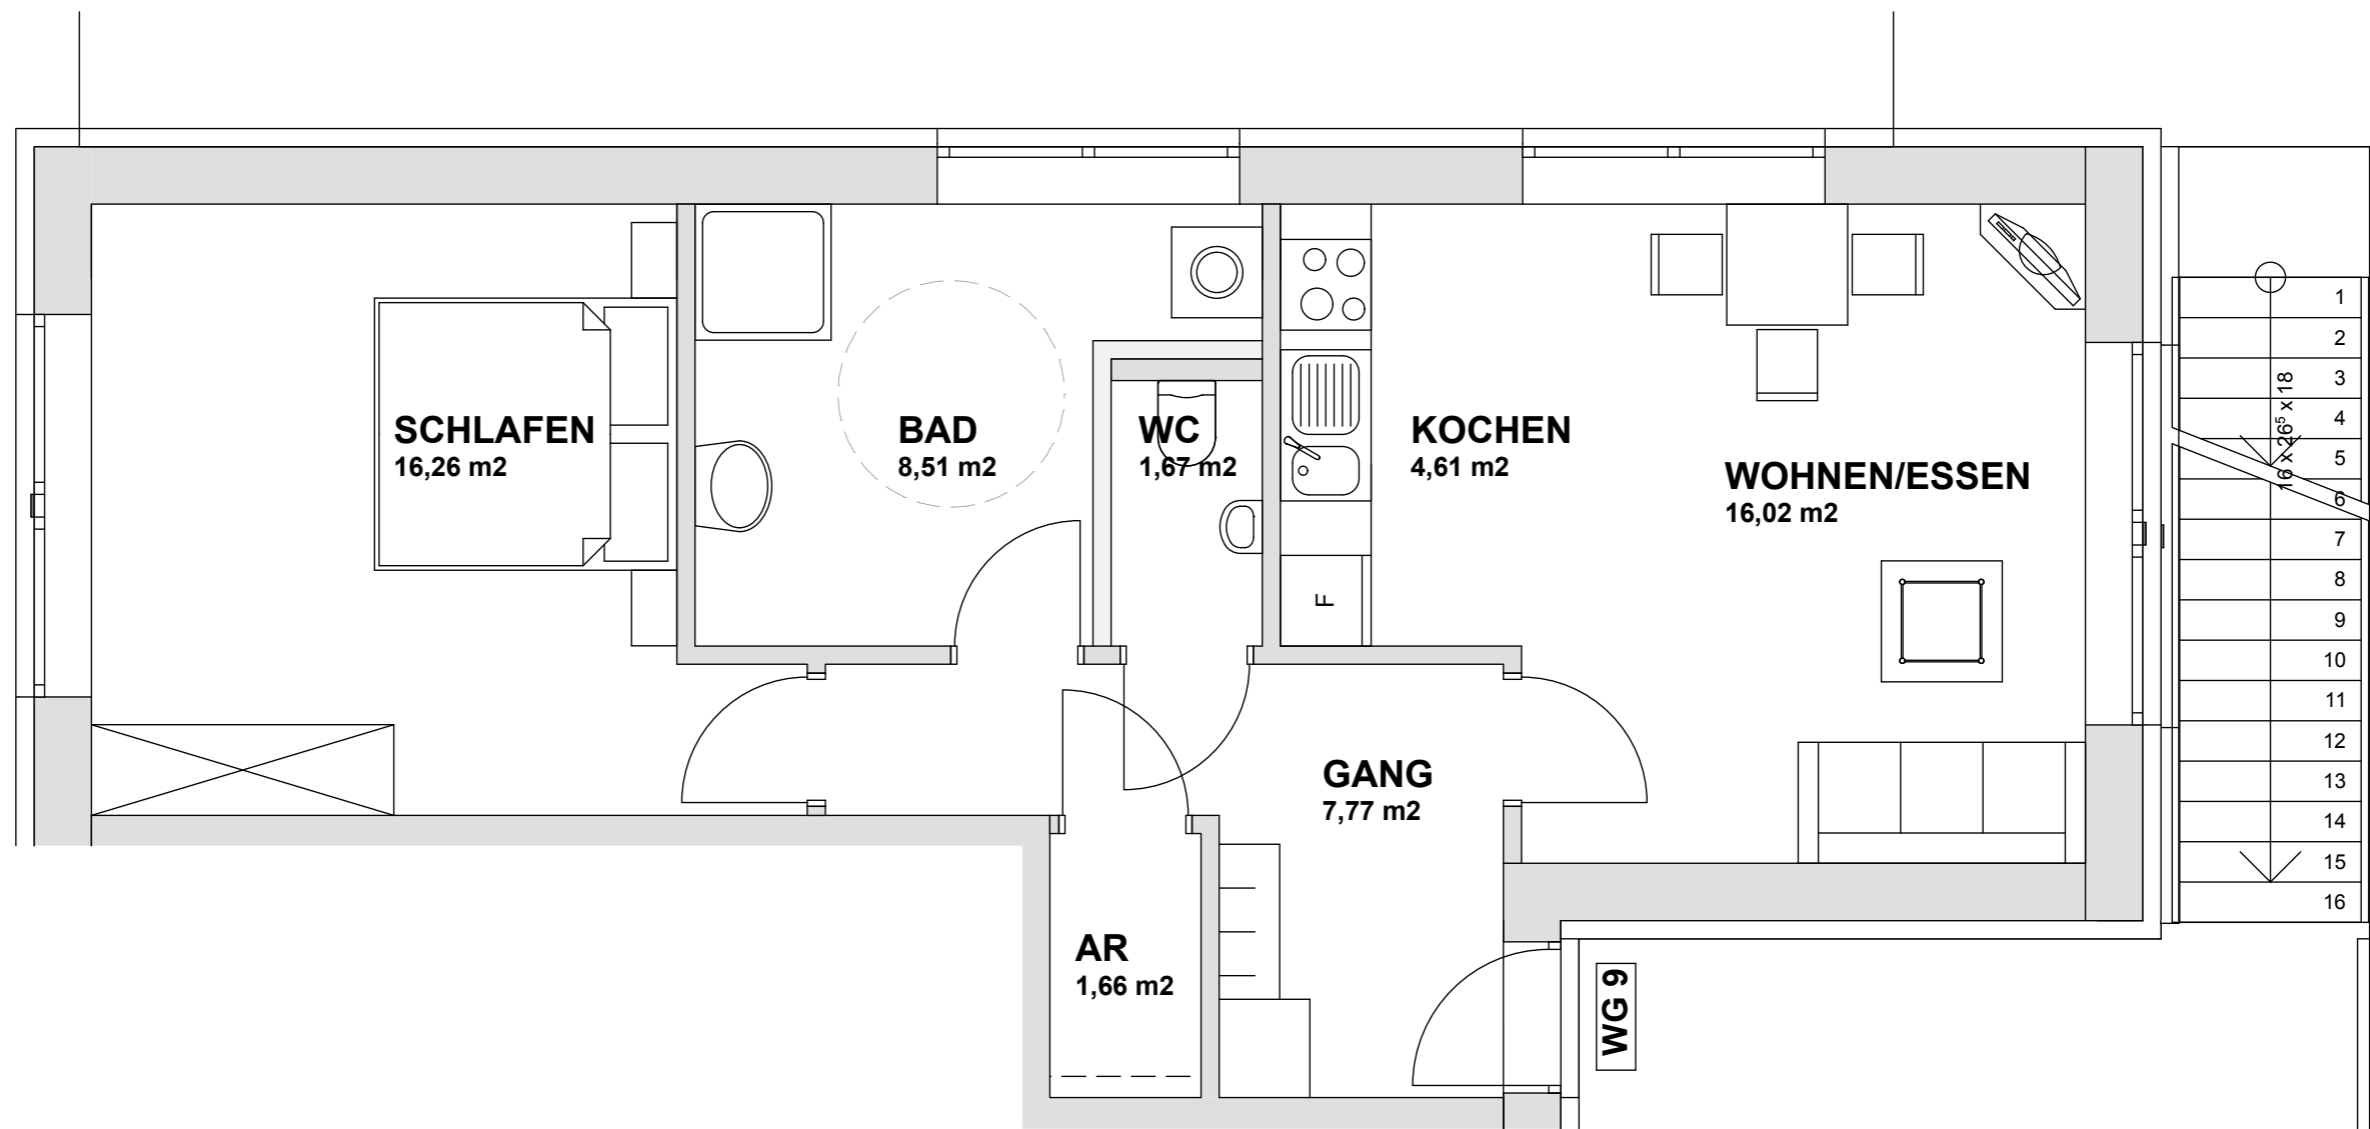 SCHLAFEN
16,26 m2
BAD
8,51 m2
WC
1,67 m2
KOCHEN
4,61 m2
WOHNEN/ESSEN
16,02 m2
GANG
7,77 m2
AR
1,66 m2
F
WG 9
16 x 26⁵ x 18
1
2
3
4
5
6
7
8
9
10
11
12
13
14
15
16